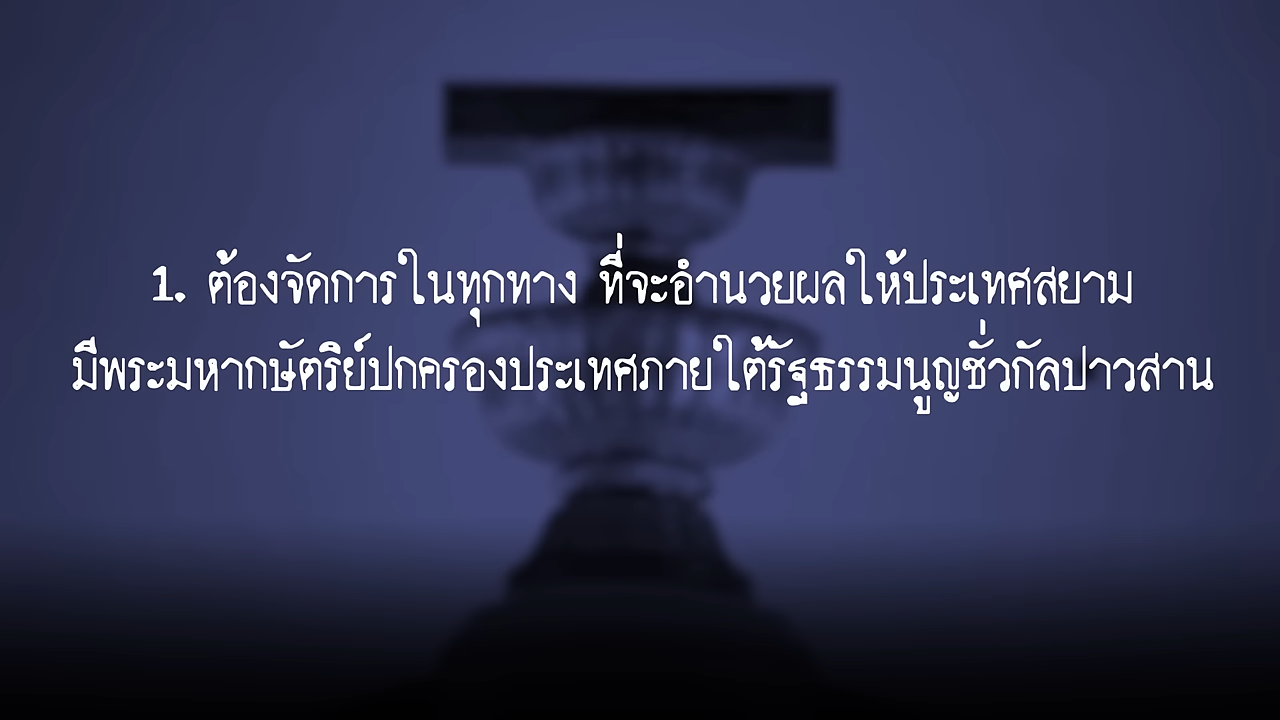 1. ต้องจัดการในทุกทาง ที่จะอำนวยผลให้ประเทศสยาม
มีพระมหากษัตริย์ปกครองประเทศภายใต้รัฐธรรมนูญชั่วกัลปาวสาน